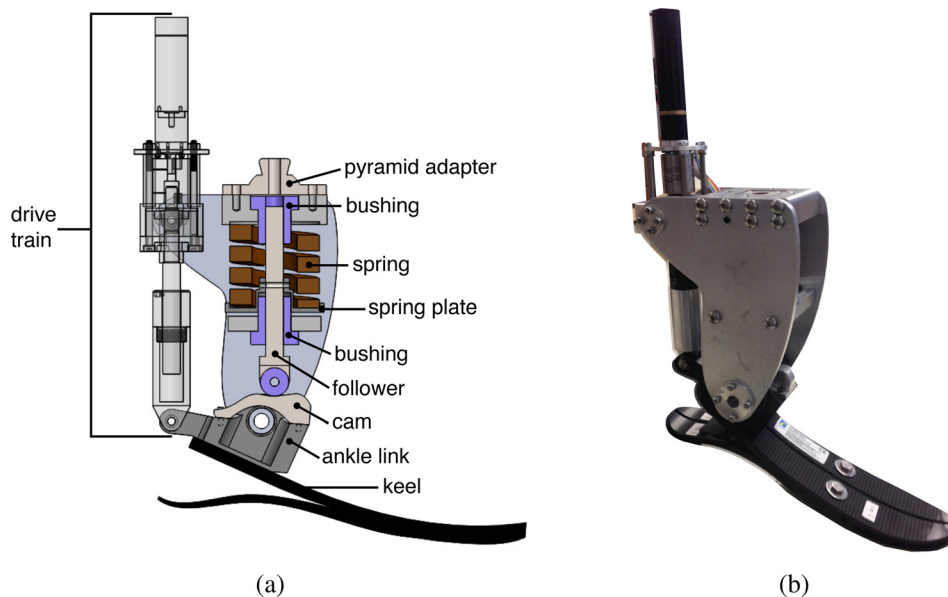 pyramid adapter
bushing
drive
train
spring
spring plate
bushing
follower
cam
ankle link
keel
(a)
(b)